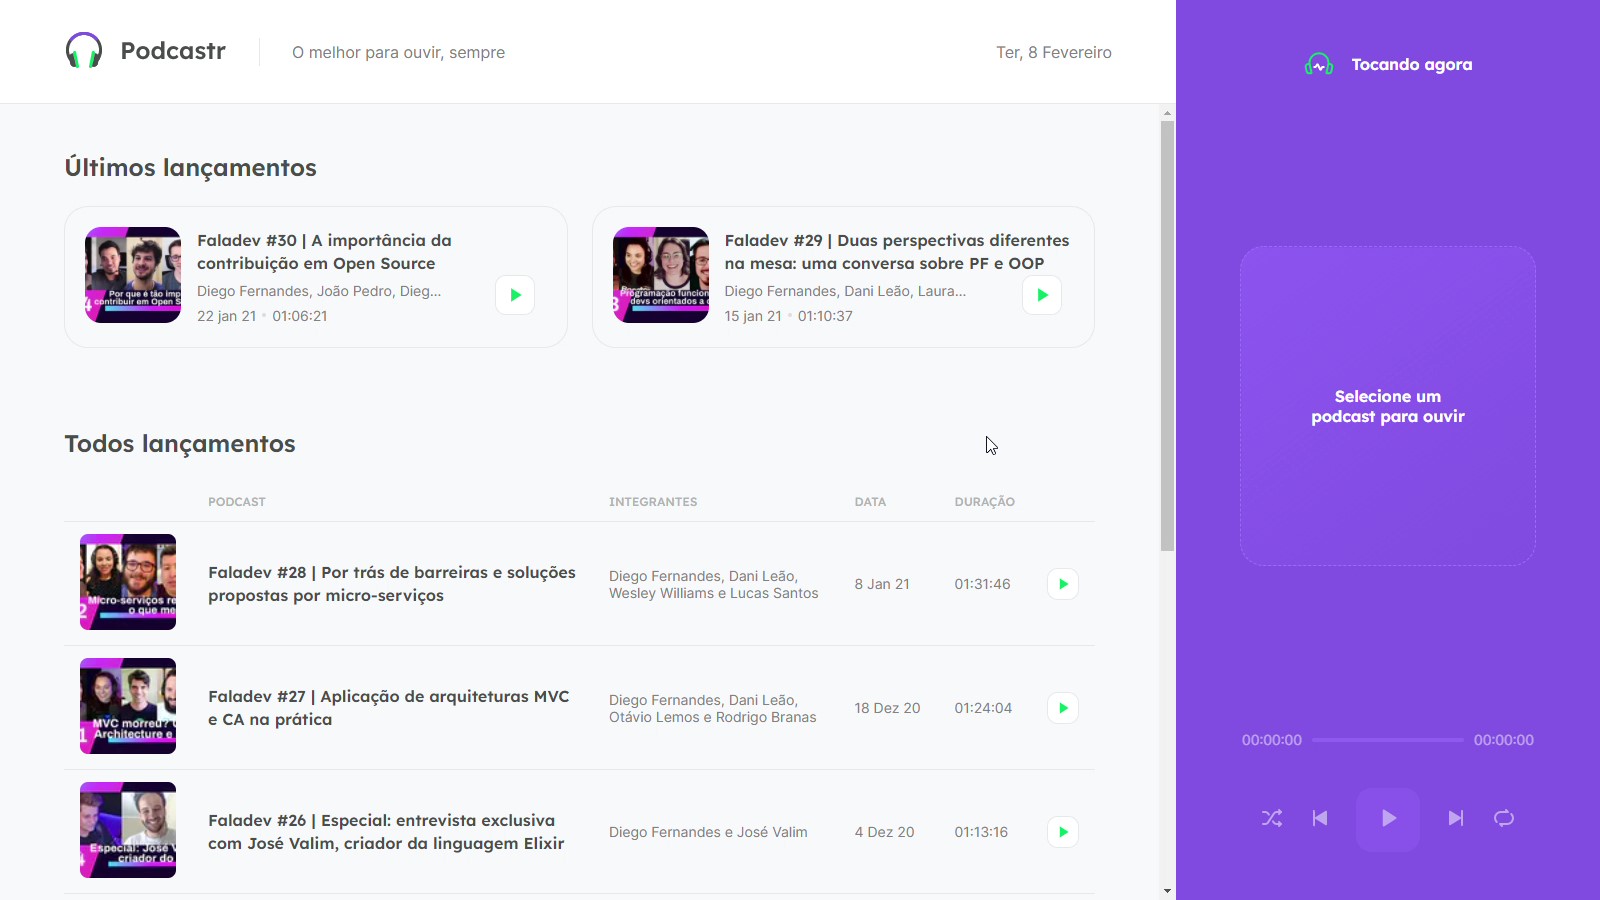 Podcastr
O melhor para ouvir, sempre
Ter, 8 Fevereiro
Tocando agora
Últimos lançamentos
Por que é tão imp
contribuir em Open S
Faladev #30 | A importância da
contribuição em Open Source
Diego Fernandes, João Pedro, Dieg...
22 jan 21 • 01:06:21
Programação funcion
devs orientados a o
Faladev #29 | Duas perspectivas diferentes
na mesa: uma conversa sobre PF e OOP
Diego Fernandes, Dani Leão, Laura...
15 jan 21 • 01:10:37
Todos lançamentos
PODCAST
INTEGRANTES
DATA
DURAÇÃO
Micro-serviços re
o que me
Faladev #28 | Por trás de barreiras e soluções
propostas por micro-serviços
Diego Fernandes, Dani Leão,
Wesley Williams e Lucas Santos
8 Jan 21
01:31:46
MVC morreu?
Architecture e
Faladev #27 | Aplicação de arquiteturas MVC
e CA na prática
Diego Fernandes, Dani Leão,
Otávio Lemos e Rodrigo Branas
18 Dez 20
01:24:04
Especial: José V
criador do
Faladev #26 | Especial: entrevista exclusiva
com José Valim, criador da linguagem Elixir
Diego Fernandes e José Valim
4 Dez 20
01:13:16
Selecione um
podcast para ouvir
00:00:00
00:00:00